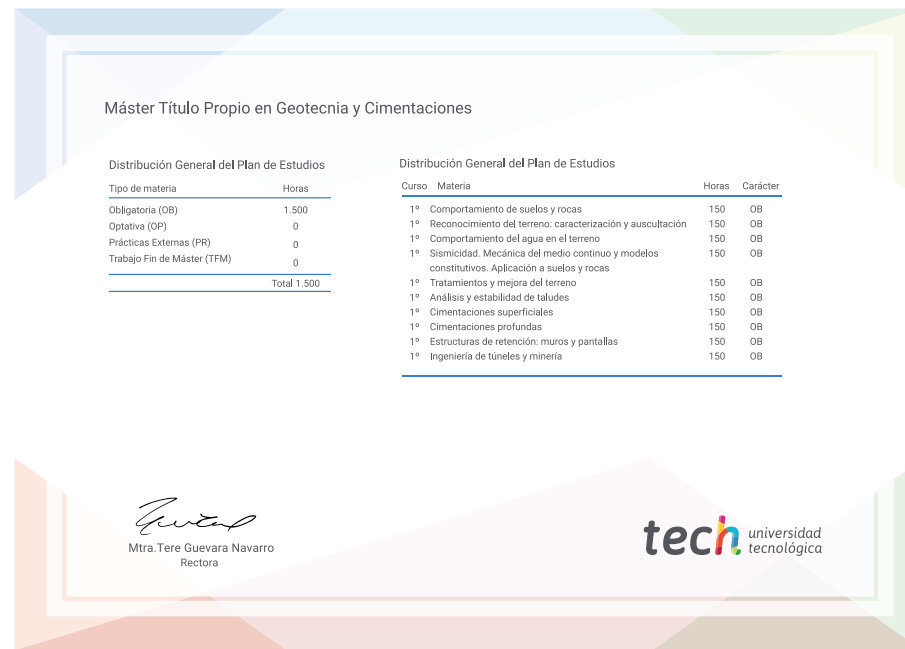 Máster Título Propio en Geotecnia y Cimentaciones
Distribución General del Plan de Estudios
Tipo de materia Horas
Obligatoria (OB) 1.500
Optativa (OP) 0
Prácticas Externas (PR) 0
Trabajo Fin de Máster (TFM) 0
Total 1.500
Distribución General del Plan de Estudios
Curso Materia Horas Carácter
1º Comportamiento de suelos y rocas 150 OB
1º Reconocimiento del terreno: caracterización y auscultación 150 OB
1º Comportamiento del agua en el terreno 150 OB
1º Sismicidad. Mecánica del medio continuo y modelos 150 OB
constitutivos. Aplicación a suelos y rocas
1º Tratamientos y mejora del terreno 150 OB
1º Análisis y estabilidad de taludes 150 OB
1º Cimentaciones superficiales 150 OB
1º Cimentaciones profundas 150 OB
1º Estructuras de retención: muros y pantallas 150 OB
1º Ingeniería de túneles y minería 150 OB
Mtra.Tere Guevara Navarro
Rectora
tech universidad
tecnológica